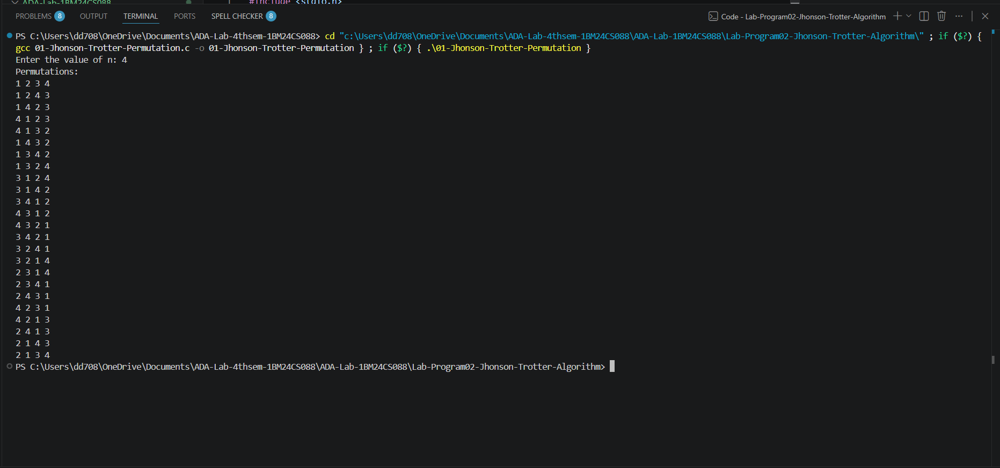 ADA-Lab-1BM24CS088
#include <stdio.h>
PROBLEMS 8 OUTPUT TERMINAL PORTS SPELL CHECKER 8 Code - Lab-Program02-Jhonson-Trotter-Algorithm
PS C:\Users\dd708\OneDrive\Documents\ADA-Lab-4thsem-1BM24CS088> cd "c:\Users\dd708\OneDrive\Documents\ADA-Lab-4thsem-1BM24CS088\ADA-Lab-1BM24CS088\Lab-Program02-Jhonson-Trotter-Algorithm\" ; if ($?) {
gcc 01-Jhonson-Trotter-Permutation.c -o 01-Jhonson-Trotter-Permutation } ; if ($?) { .\01-Jhonson-Trotter-Permutation }
Enter the value of n: 4
Permutations:
1 2 3 4
1 2 4 3
1 4 2 3
4 1 2 3
4 1 3 2
1 4 3 2
1 3 4 2
1 3 2 4
3 1 2 4
3 1 4 2
3 4 1 2
4 3 1 2
4 3 2 1
3 4 2 1
3 2 4 1
3 2 1 4
2 3 1 4
2 3 4 1
2 4 3 1
4 2 3 1
4 2 1 3
2 4 1 3
2 1 4 3
2 1 3 4
PS C:\Users\dd708\OneDrive\Documents\ADA-Lab-4thsem-1BM24CS088\ADA-Lab-1BM24CS088\Lab-Program02-Jhonson-Trotter-Algorithm>